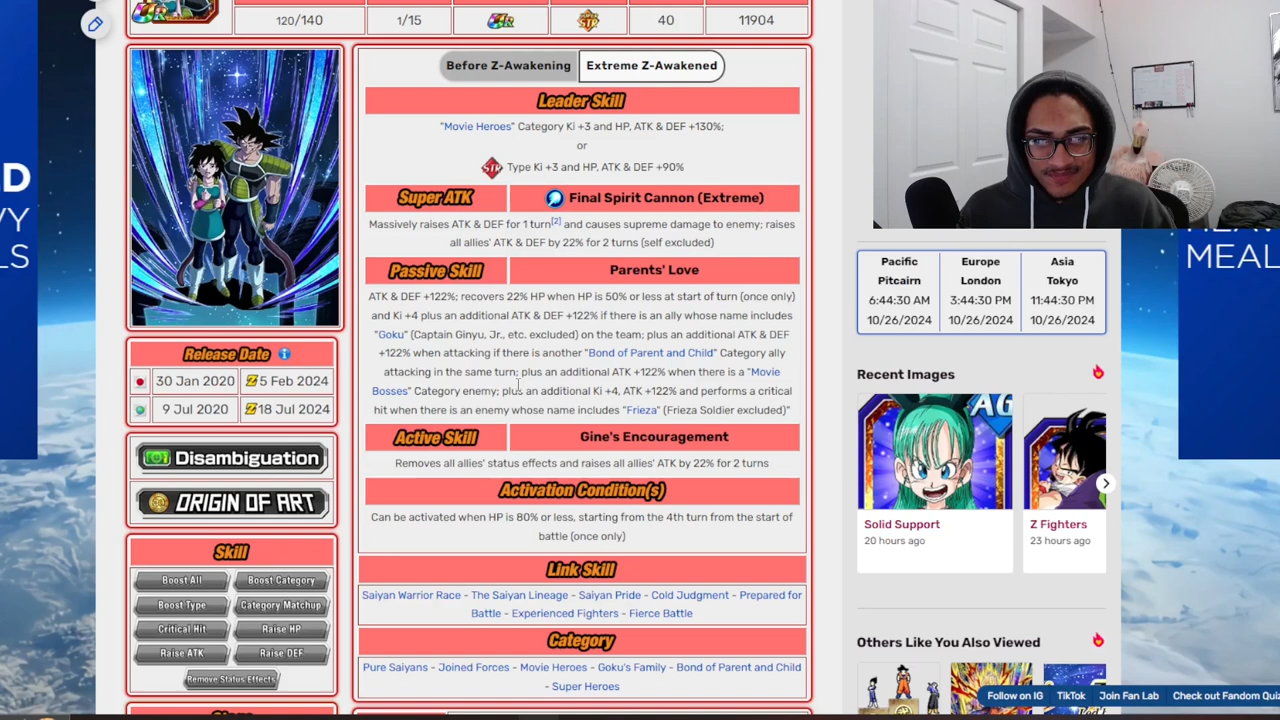 120/140
1/15
UR
STR
40
11904
D
VY
LS
MEAL
Before Z-Awakening
Extreme Z-Awakened
Leader Skill
"Movie Heroes" Category Ki +3 and HP, ATK & DEF +130%;
or
STR Type Ki +3 and HP, ATK & DEF +90%
Super ATK
Final Spirit Cannon (Extreme)
Massively raises ATK & DEF for 1 turn[2] and causes supreme damage to enemy; raises
all allies' ATK & DEF by 22% for 2 turns (self excluded)
Passive Skill
Parents' Love
ATK & DEF +122%; recovers 22% HP when HP is 50% or less at start of turn (once only)
and Ki +4 plus an additional ATK & DEF +122% if there is an ally whose name includes
"Goku" (Captain Ginyu, Jr., etc. excluded) on the team; plus an additional ATK & DEF
+122% when attacking if there is another "Bond of Parent and Child" Category ally
attacking in the same turn; plus an additional ATK +122% when there is a "Movie
Bosses" Category enemy; plus an additional Ki +4, ATK +122% and performs a critical
hit when there is an enemy whose name includes "Frieza" (Frieza Soldier excluded)"
Active Skill
Gine's Encouragement
Removes all allies' status effects and raises all allies' ATK by 22% for 2 turns
Activation Condition(s)
Can be activated when HP is 80% or less, starting from the 4th turn from the start of
battle (once only)
Link Skill
Saiyan Warrior Race - The Saiyan Lineage - Saiyan Pride - Cold Judgment - Prepared for
Battle - Experienced Fighters - Fierce Battle
Category
Pure Saiyans - Joined Forces - Movie Heroes - Goku's Family - Bond of Parent and Child
- Super Heroes
Release Date
30 Jan 2020
Z 5 Feb 2024
9 Jul 2020
Z 18 Jul 2024
Disambiguation
ORIGIN OF ART
Skill
Boost All
Boost Category
Boost Type
Category Matchup
Critical Hit
Raise HP
Raise ATK
Raise DEF
Remove Status Effects
Pacific
Pitcairn
6:44:30 AM
10/26/2024
Europe
London
3:44:30 PM
10/26/2024
Asia
Tokyo
11:44:30 PM
10/26/2024
Recent Images
AG
Solid Support
20 hours ago
Z Fighters
23 hours ago
Others Like You Also Viewed
Follow on IG
TikTok
Join Fan Lab
Check out Fandom Quiz